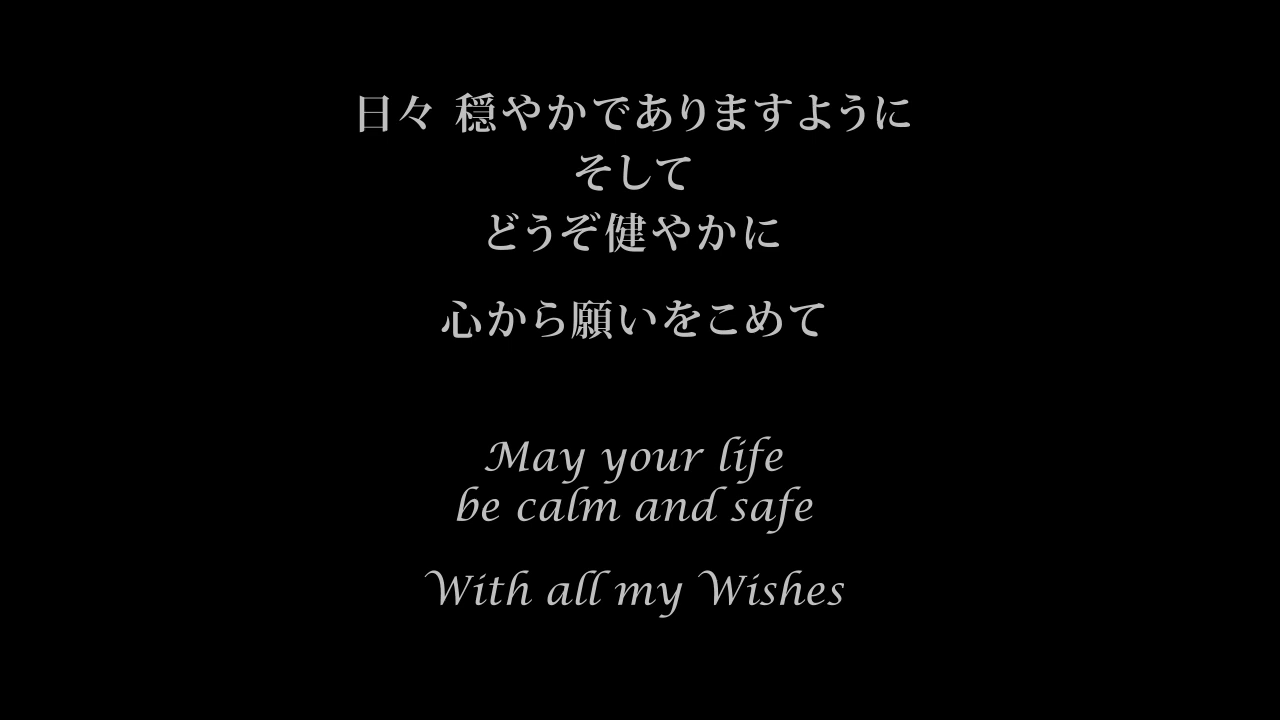 日々 穏やかでありますように
そして
どうぞ健やかに
心から願いをこめて
May your life
be calm and safe
With all my Wishes